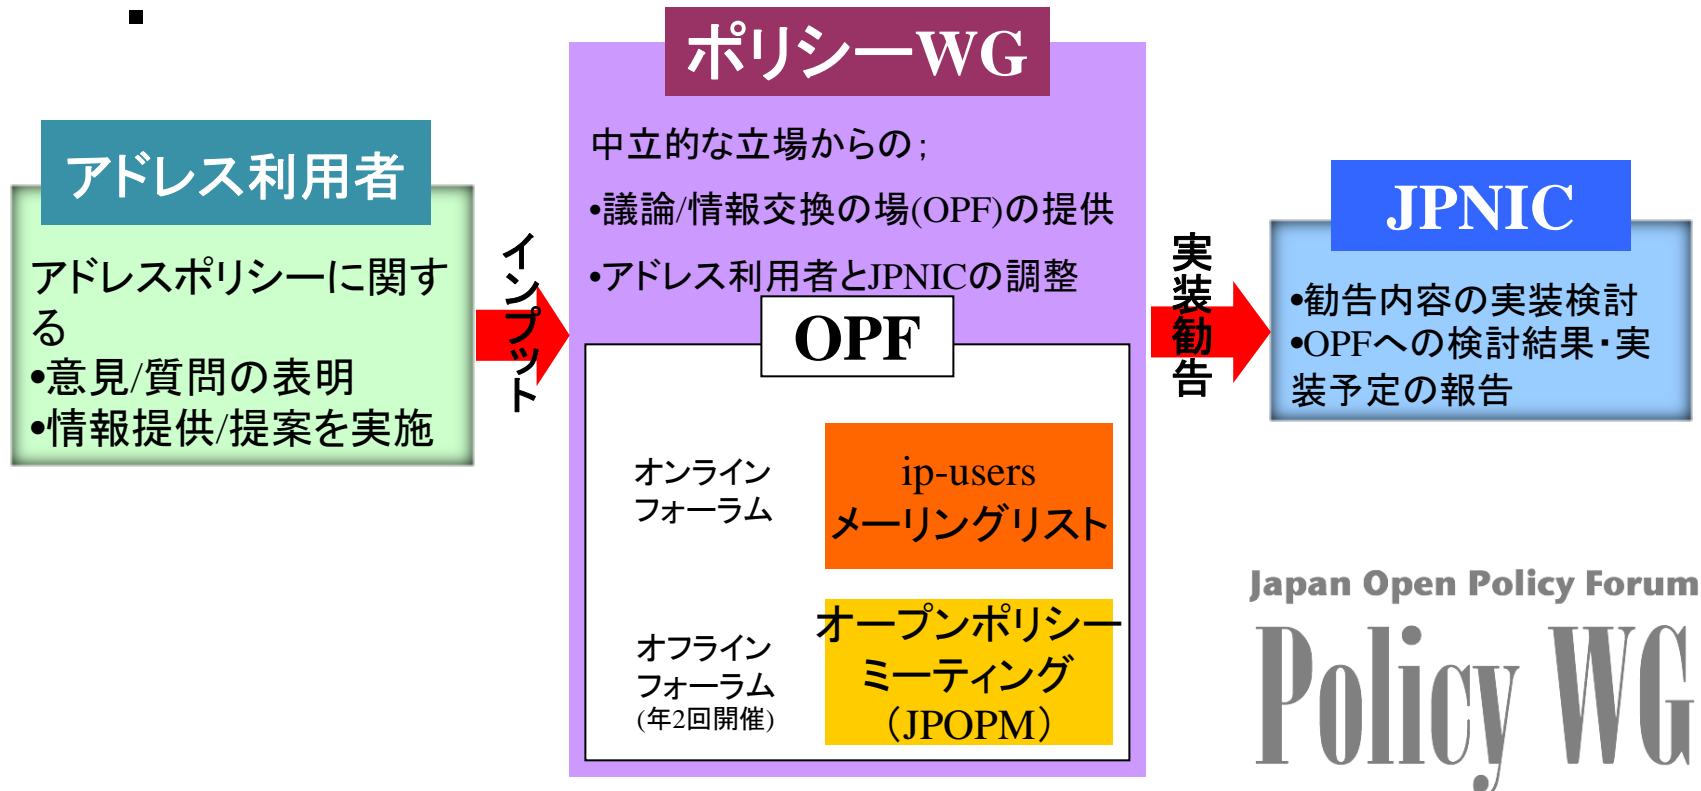 アドレス利用者
アドレスポリシーに関す
る
•意見/質問の表明
•情報提供/提案を実施
インプット
ポリシーWG
中立的な立場からの;
•議論/情報交換の場(OPF)の提供
•アドレス利用者とJPNICの調整
OPF
オンライン
フォーラム
ip-users
メーリングリスト
オフライン
フォーラム
(年2回開催)
オープンポリシー
ミーティング
（JPOPM）
実装勧告
JPNIC
•勧告内容の実装検討
•OPFへの検討結果・実
装予定の報告
Japan Open Policy Forum
Policy WG